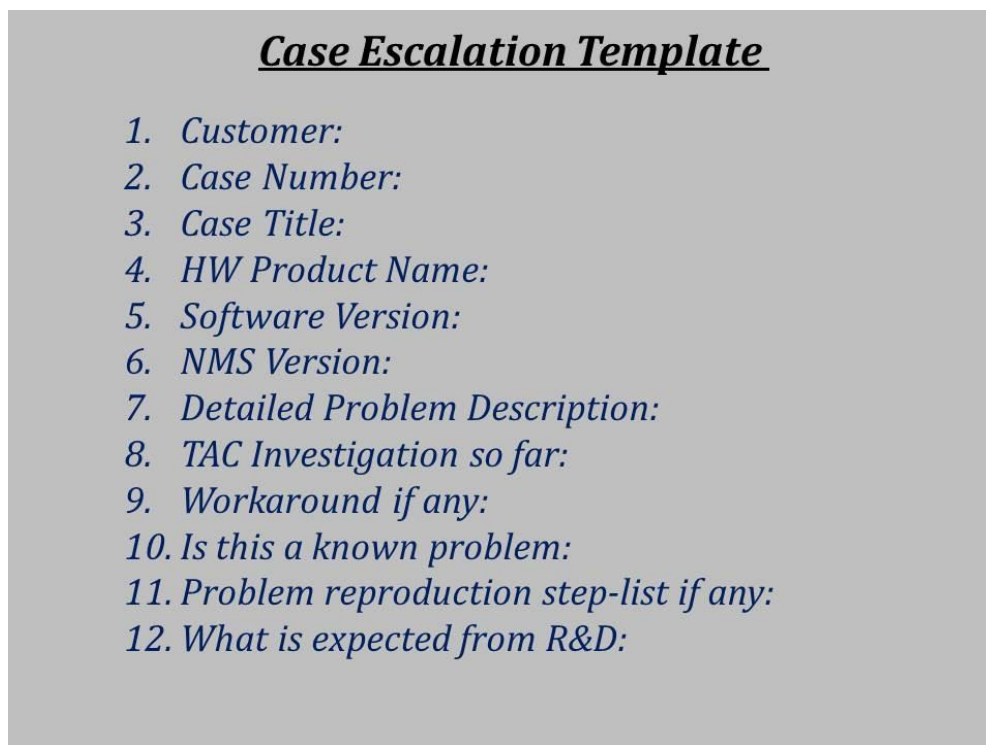 Case Escalation Template
1. Customer:
2. Case Number:
3. Case Title:
4. HW Product Name:
5. Software Version:
6. NMS Version:
7. Detailed Problem Description:
8. TAC Investigation so far:
9. Workaround if any:
10. Is this a known problem:
11. Problem reproduction step-list if any:
12. What is expected from R&D: